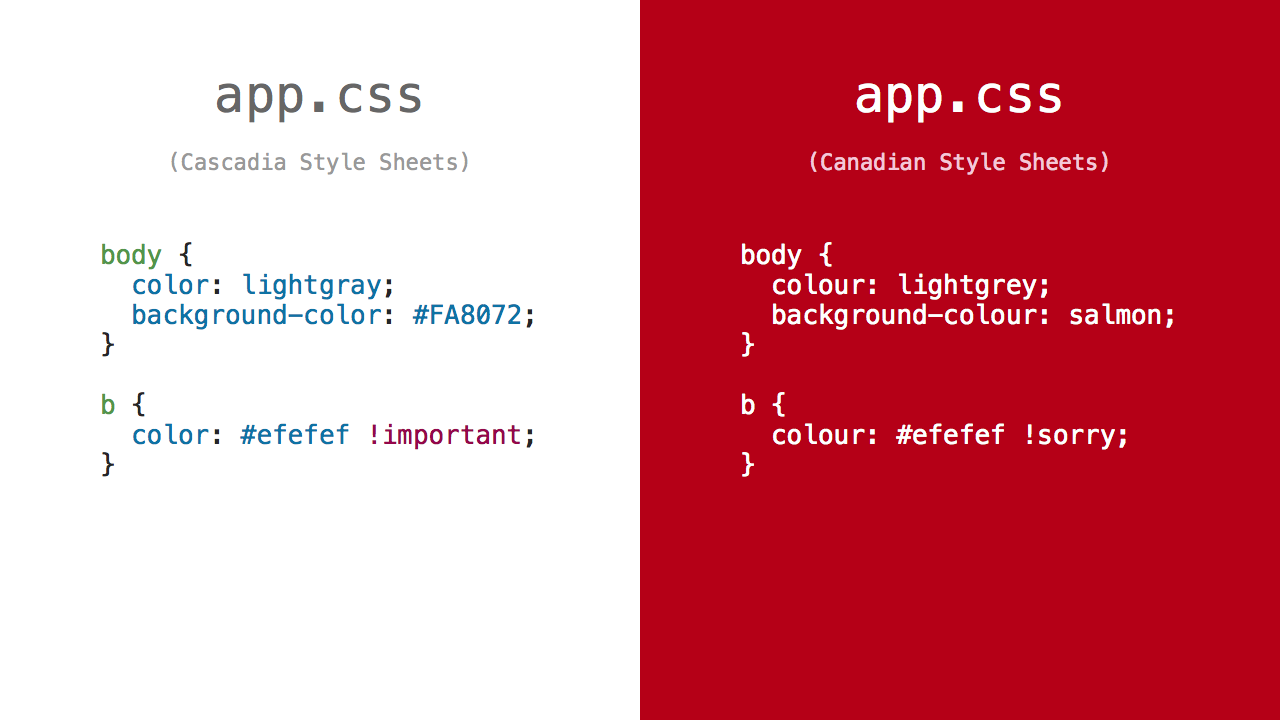 app.css
(Cascadia Style Sheets)
body {
  color: lightgray;
  background-color: #FA8072;
}
b {
  color: #efefef !important;
}
app.css
(Canadian Style Sheets)
body {
  colour: lightgrey;
  background-colour: salmon;
}
b {
  colour: #efefef !sorry;
}